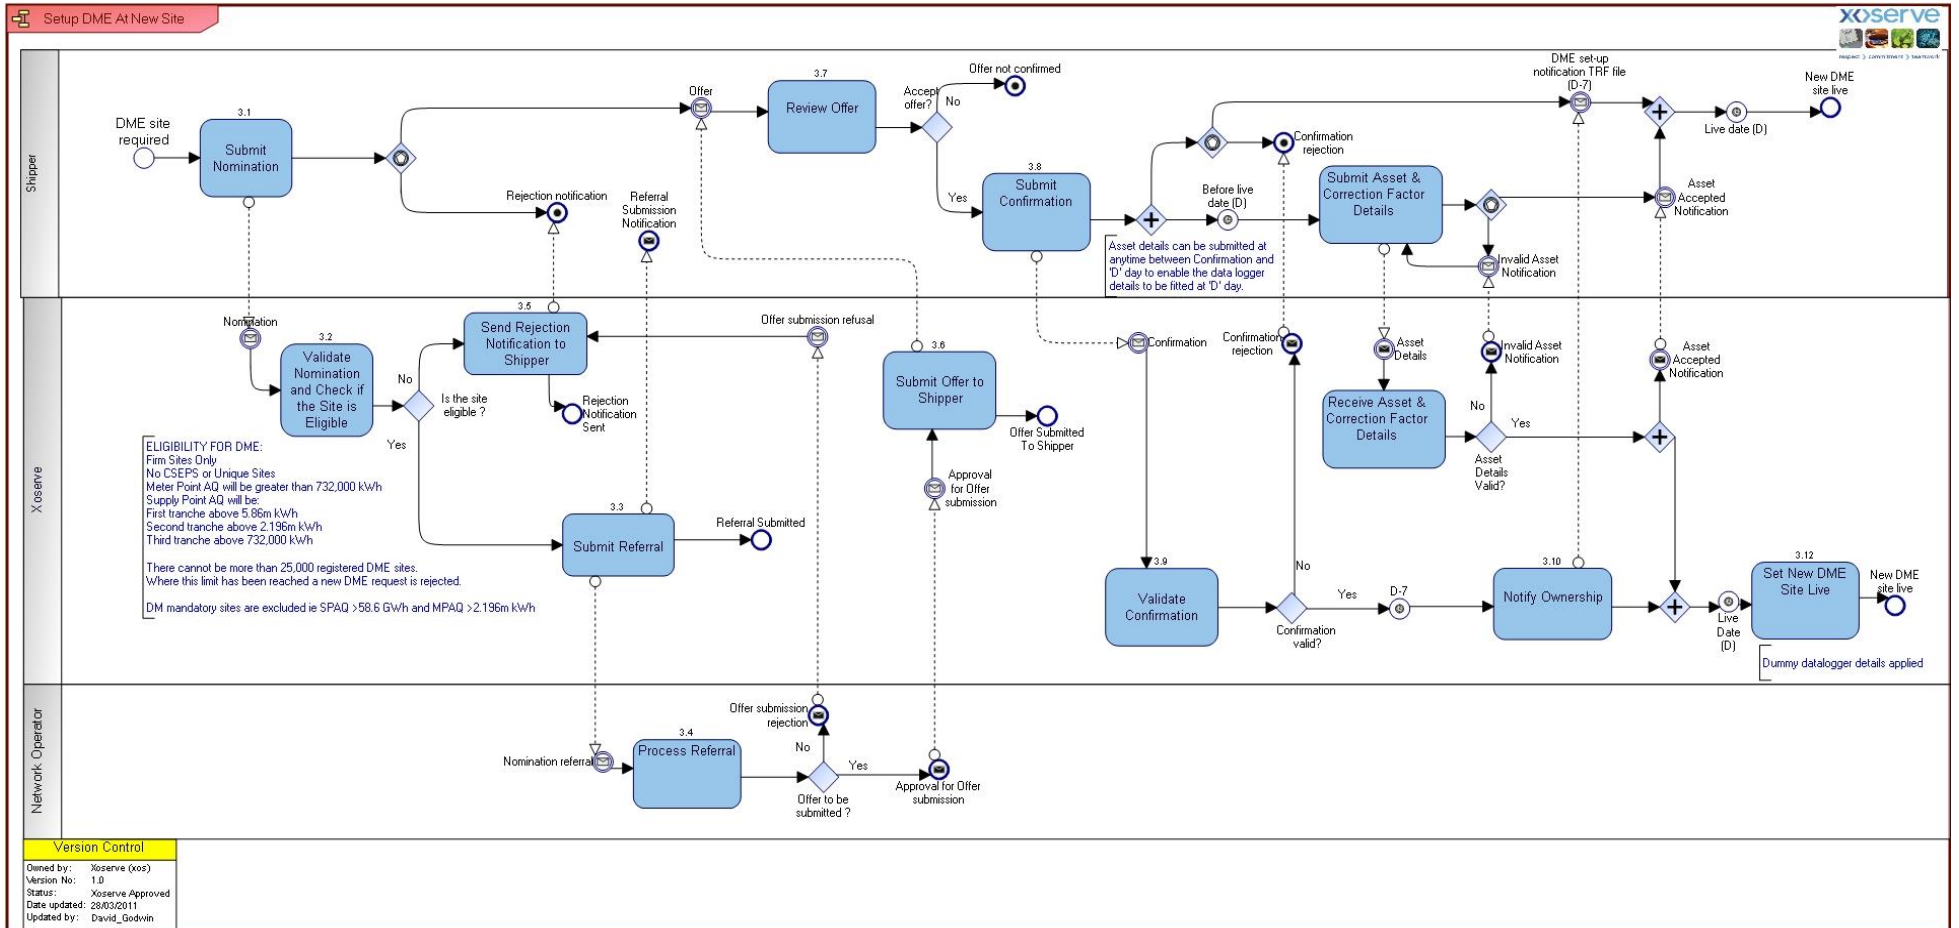 Setup DME At New Site
xoserve
respect > commitment > teamwork
Shipper
DME site
required
3.1
Submit
Nomination
Offer
Rejection notification
Referral
Submission
Notification
3.7
Review Offer
Accept
offer?
No
Yes
Offer not confirmed
3.8
Submit
Confirmation
Confirmation
rejection
Before live
date (D)
Asset details can be submitted at
anytime between Confirmation and
'D' day to enable the data logger
details to be fitted at 'D' day.
Submit Asset &
Correction Factor
Details
DME set-up
notification TRF file
(D-7)
Live date (D)
New DME
site live
Asset
Accepted
Notification
Invalid Asset
Notification
Xoserve
Nomination
3.2
Validate
Nomination
and Check if
the Site is
Eligible
No
Is the site
eligible ?
Yes
3.5
Send Rejection
Notification to
Shipper
Rejection
Notification
Sent
Offer submission refusal
3.6
Submit Offer to
Shipper
Offer Submitted
To Shipper
Approval
for Offer
submission
3.3
Submit Referral
Referral Submitted
ELIGIBILITY FOR DME:
Firm Sites Only
No CSEPS or Unique Sites
Meter Point AQ will be greater than 732,000 kWh
Supply Point AQ will be:
First tranche above 5.86m kWh
Second tranche above 2.196m kWh
Third tranche above 732,000 kWh
There cannot be more than 25,000 registered DME sites.
Where this limit has been reached a new DME request is rejected.
DM mandatory sites are excluded ie SPAQ >58.6 GWh and MPAQ >2.196m kWh
Confirmation
Confirmation
rejection
Asset
Details
Invalid Asset
Notification
Asset
Accepted
Notification
Receive Asset &
Correction Factor
Details
No
Yes
Asset
Details
Valid?
3.9
Validate
Confirmation
No
Yes
Confirmation
valid?
D-7
3.10
Notify Ownership
Live
Date
(D)
3.12
Set New DME
Site Live
New DME
site live
Dummy datalogger details applied
Network Operator
Nomination referral
3.4
Process Referral
Offer submission
rejection
No
Yes
Offer to be
submitted ?
Approval for Offer
submission
Version Control
Owned by: Xoserve (xos)
Version No: 1.0
Status: Xoserve Approved
Date updated: 28/03/2011
Updated by: David_Godwin